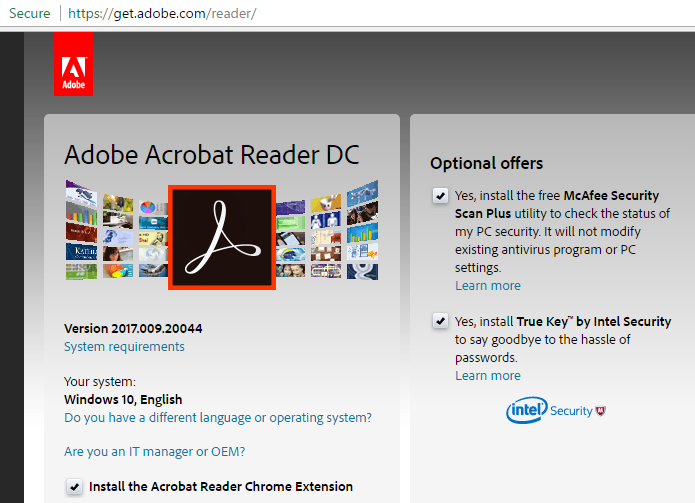 Secure | https://get.adobe.com/reader/
Adobe
Adobe Acrobat Reader DC
Version 2017.009.20044
System requirements
Your system:
Windows 10, English
Do you have a different language or operating system?
Are you an IT manager or OEM?
Install the Acrobat Reader Chrome Extension
Optional offers
Yes, install the free McAfee Security
Scan Plus utility to check the status of
my PC security. It will not modify
existing antivirus program or PC
settings.
Learn more
Yes, install True Key™ by Intel Security
to say goodbye to the hassle of
passwords.
Learn more
intel Security